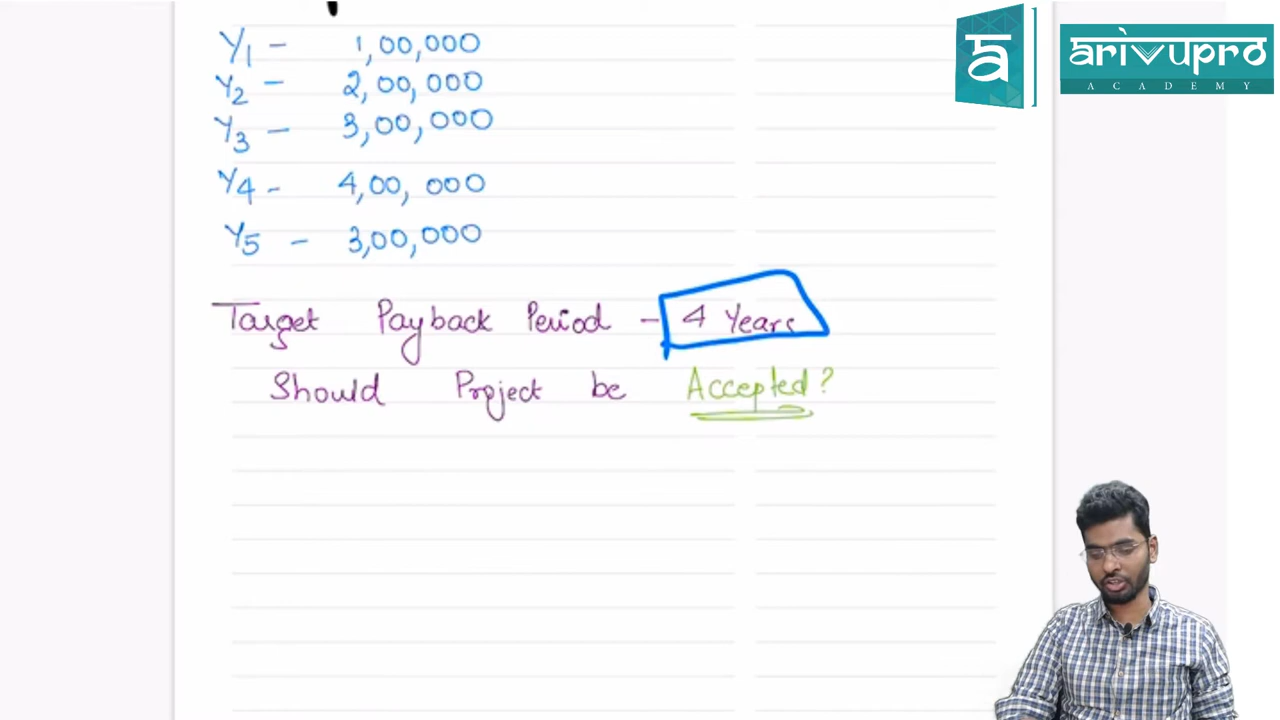 Y1 - 1,00,000
Y2 - 2,00,000
Y3 - 3,00,000
Y4 - 4,00, 000
Y5 - 3,00,000
Target Payback Period - 4 Years
Should Project be Accepted?
a
arivupro
ACADEMY